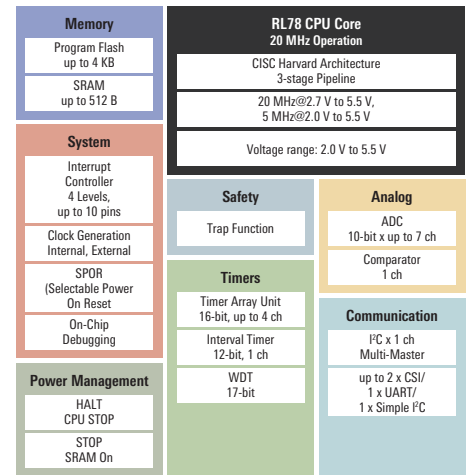 Memory
Program Flash
up to 4 KB
SRAM
up to 512 B
System
Interrupt
Controller
4 Levels,
up to 10 pins
Clock Generation
Internal, External
SPOR
(Selectable Power
On Reset
On-Chip
Debugging
Power Management
HALT
CPU STOP
STOP
SRAM On
RL78 CPU Core
20 MHz Operation
CISC Harvard Architecture
3-stage Pipeline
20 MHz@2.7 V to 5.5 V,
5 MHz@2.0 V to 5.5 V
Voltage range: 2.0 V to 5.5 V
Safety
Trap Function
Timers
Timer Array Unit
16-bit, up to 4 ch
Interval Timer
12-bit, 1 ch
WDT
17-bit
Analog
ADC
10-bit x up to 7 ch
Comparator
1 ch
Communication
I²C x 1 ch
Multi-Master
up to 2 x CSI/
1 x UART/
1 x Simple I²C